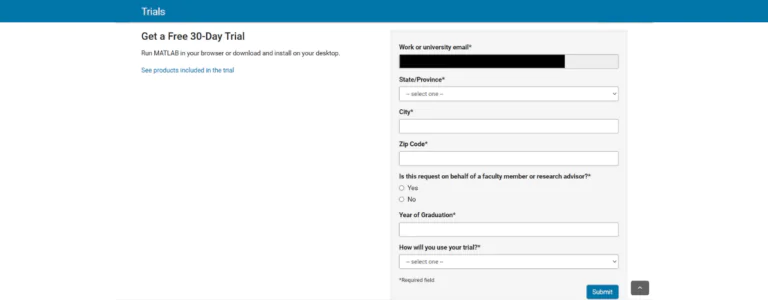 Trials
Get a Free 30-Day Trial
Run MATLAB in your browser or download and install on your desktop.
See products included in the trial
Work or university email*
State/Province*
-- select one --
City*
Zip Code*
Is this request on behalf of a faculty member or research advisor?*
Yes
No
Year of Graduation*
How will you use your trial?*
-- select one --
*Required field
Submit